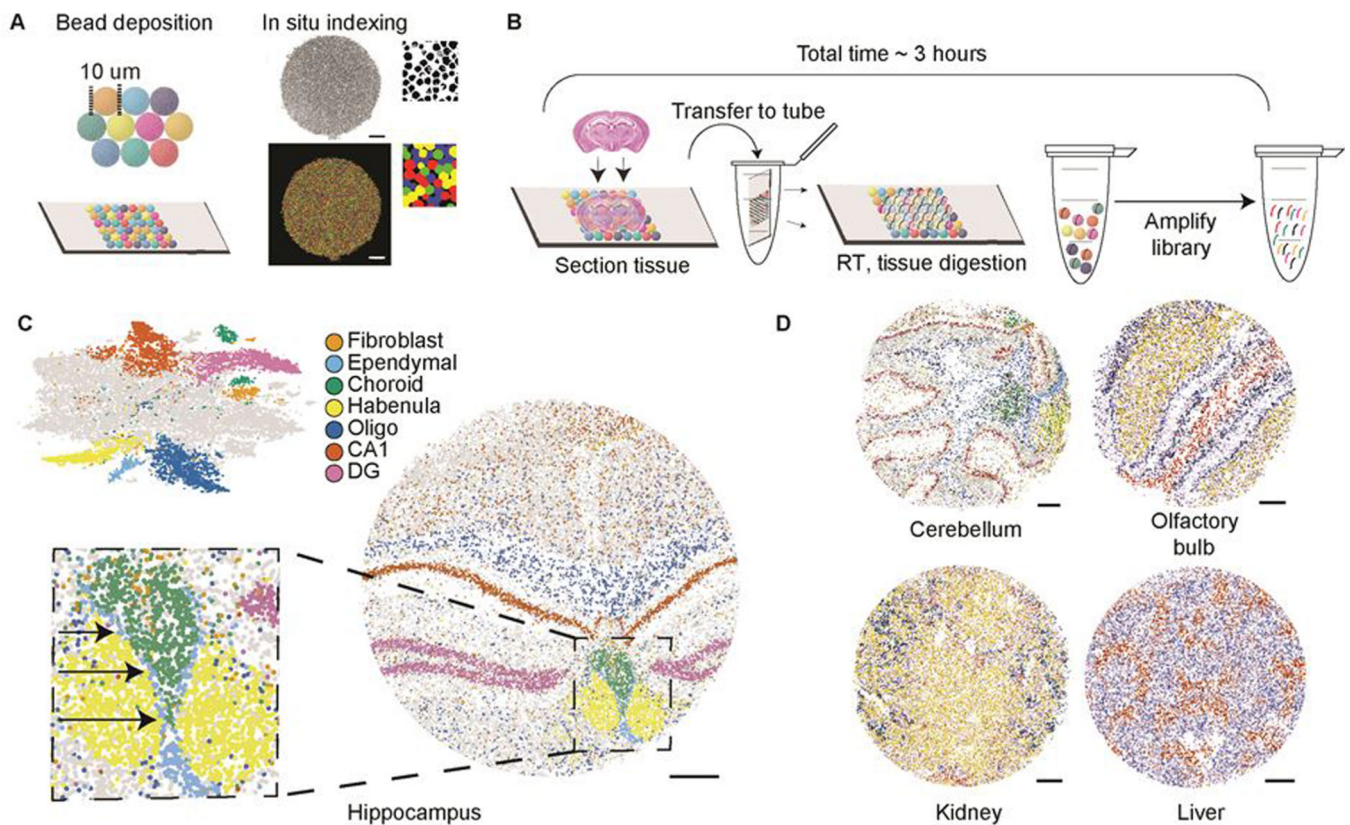 A
Bead deposition
In situ indexing
10 um
B
Total time ~ 3 hours
Transfer to tube
Section tissue
RT, tissue digestion
Amplify
library
C
Fibroblast
Ependymal
Choroid
Habenula
Oligo
CA1
DG
Hippocampus
D
Cerebellum
Olfactory
bulb
Kidney
Liver